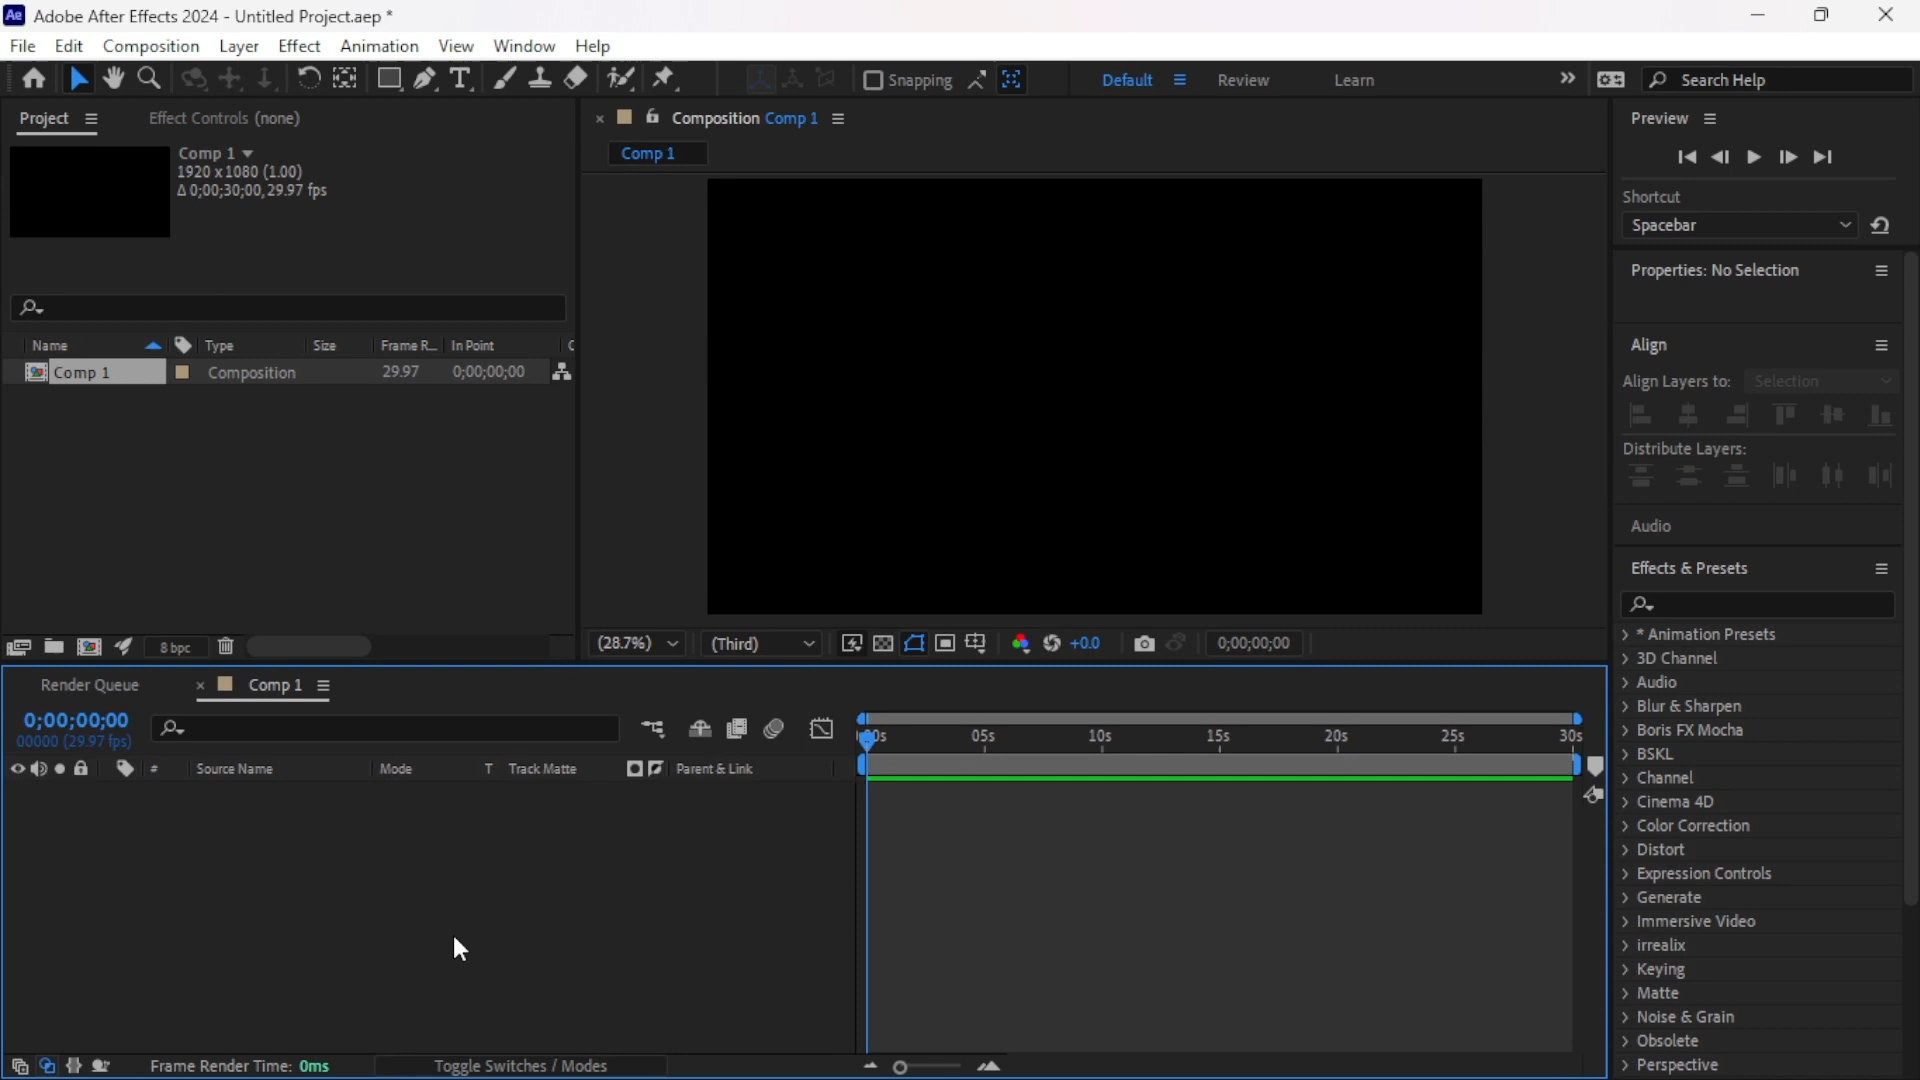 Ae Adobe After Effects 2024 - Untitled Project.aep *
File Edit Composition Layer Effect Animation View Window Help
T Snapping Default Review Learn Search Help
Project Effect Controls (none)
Comp 1
1920 x 1080 (1.00)
Δ 0;00;30;00, 29.97 fps
Name Type Size Frame R... In Point
Comp 1 Composition 29.97 0;00;00;00
8 bpc
Composition Comp 1
Comp 1
(28.7%) (Third) +0.0 0;00;00;00
Preview
Shortcut
Spacebar
Properties: No Selection
Align
Align Layers to: Selection
Distribute Layers:
Audio
Effects & Presets
* Animation Presets
3D Channel
Audio
Blur & Sharpen
Boris FX Mocha
BSKL
Channel
Cinema 4D
Color Correction
Distort
Expression Controls
Generate
Immersive Video
irrealix
Keying
Matte
Noise & Grain
Obsolete
Perspective
Render Queue Comp 1
0;00;00;00
00000 (29.97 fps)
05s 10s 15s 20s 25s 30s
# Source Name Mode T Track Matte Parent & Link
Frame Render Time: 0ms Toggle Switches / Modes